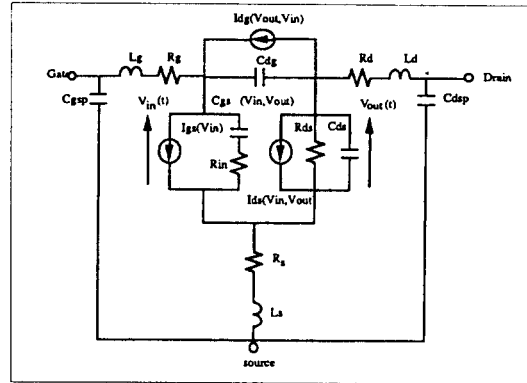 Idg(Vout,Vin)
Lg Rg Cdg Rd Ld
Gate Drain
Cgsp Vin(t) Cgs (Vin,Vout) Vout(t) Cdsp
Igs(Vin) Rds Cds
Rin
Ids(Vin,Vout
Rs
Ls
source